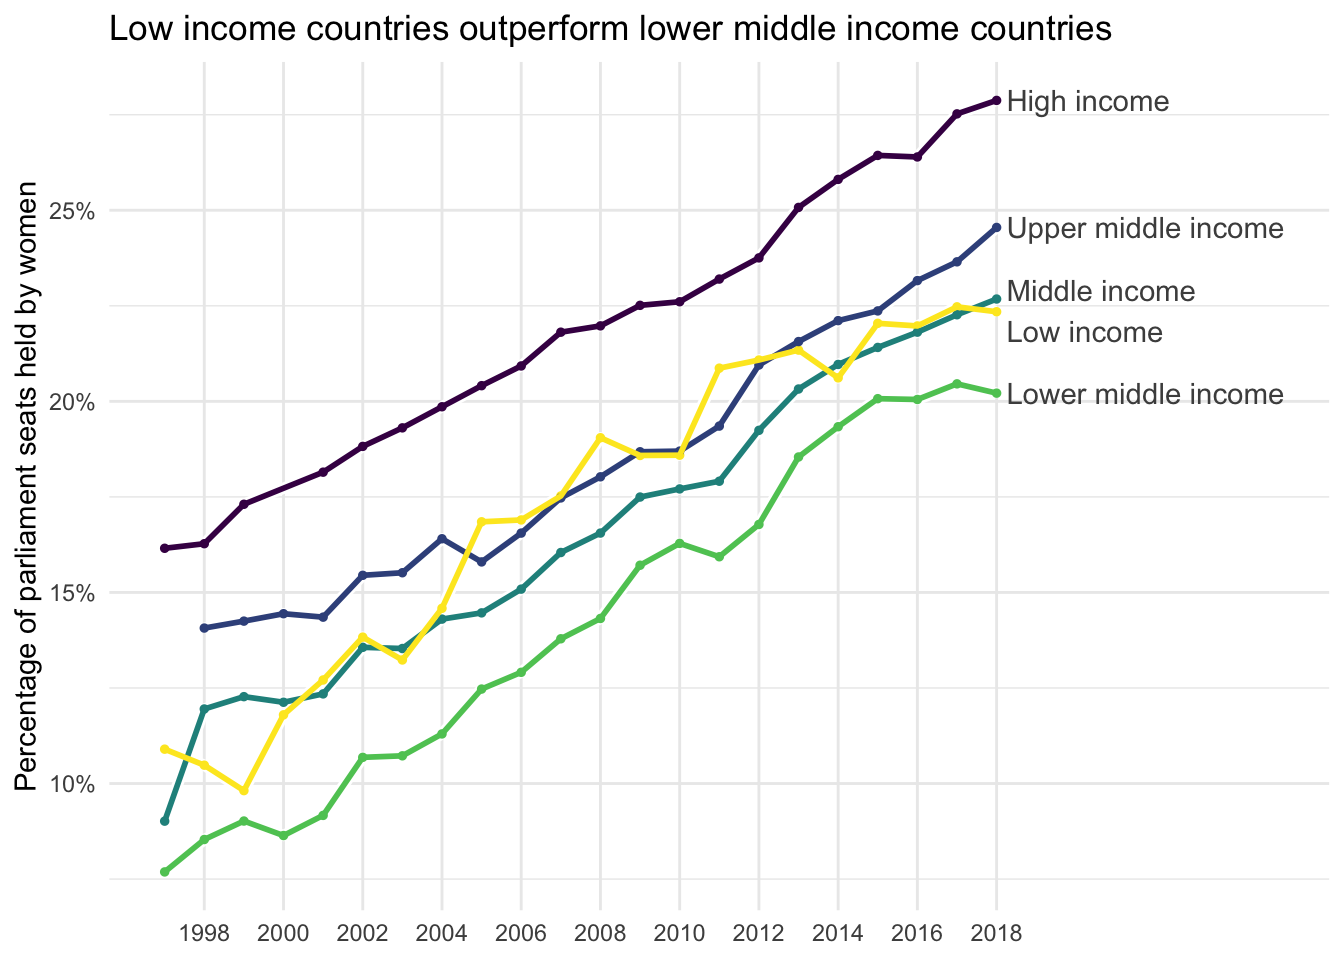 Low income countries outperform lower middle income countries
Percentage of parliament seats held by women
25%
20%
15%
10%
High income
Upper middle income
Middle income
Low income
Lower middle income
1998 2000 2002 2004 2006 2008 2010 2012 2014 2016 2018